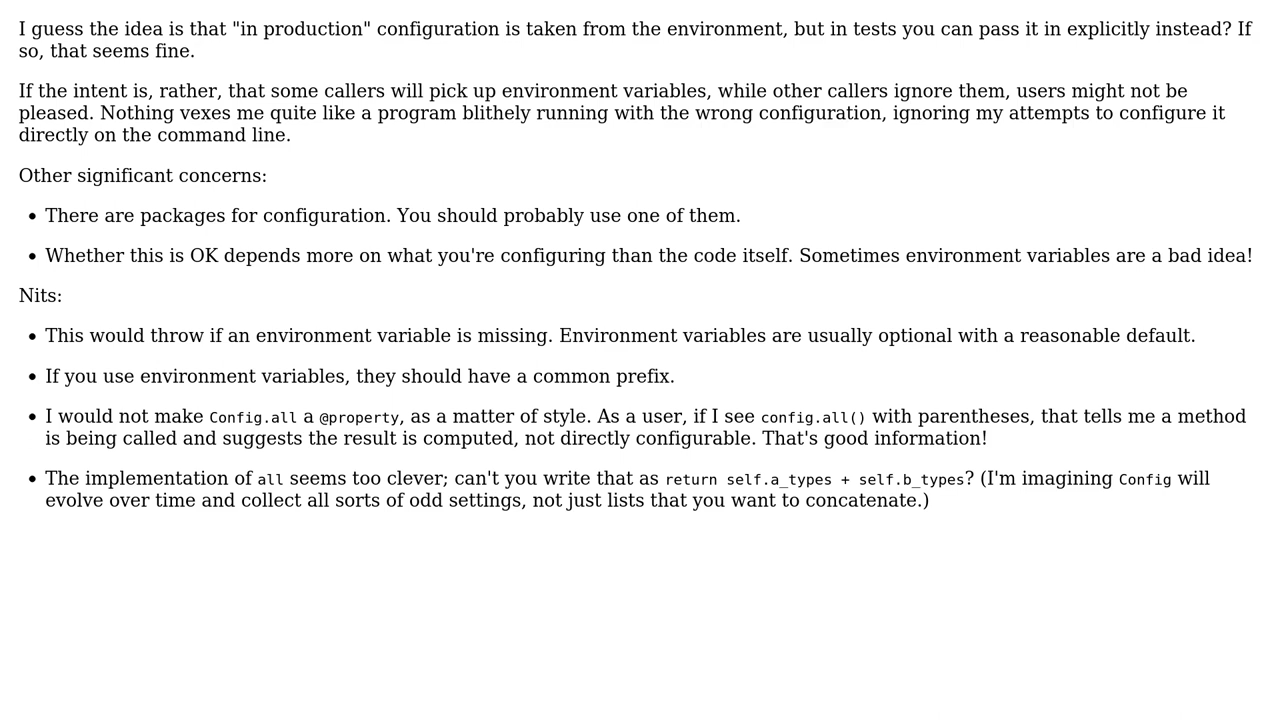 I guess the idea is that "in production" configuration is taken from the environment, but in tests you can pass it in explicitly instead? If
so, that seems fine.
If the intent is, rather, that some callers will pick up environment variables, while other callers ignore them, users might not be
pleased. Nothing vexes me quite like a program blithely running with the wrong configuration, ignoring my attempts to configure it
directly on the command line.
Other significant concerns:
• There are packages for configuration. You should probably use one of them.
• Whether this is OK depends more on what you're configuring than the code itself. Sometimes environment variables are a bad idea!
Nits:
• This would throw if an environment variable is missing. Environment variables are usually optional with a reasonable default.
• If you use environment variables, they should have a common prefix.
• I would not make Config.all a @property, as a matter of style. As a user, if I see config.all() with parentheses, that tells me a method
is being called and suggests the result is computed, not directly configurable. That's good information!
• The implementation of all seems too clever; can't you write that as return self.a_types + self.b_types? (I'm imagining Config will
evolve over time and collect all sorts of odd settings, not just lists that you want to concatenate.)